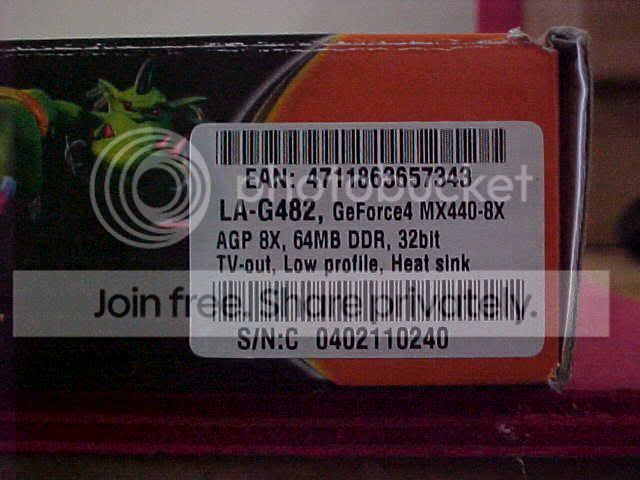 EAN: 4711863657343
photobucket
LA-G482, GeForce4 MX440-8X
AGP 8X, 64MB DDR, 32bit
TV-out, Low profile, Heat sink
Join free. Share privately.
S/N:C 0402110240